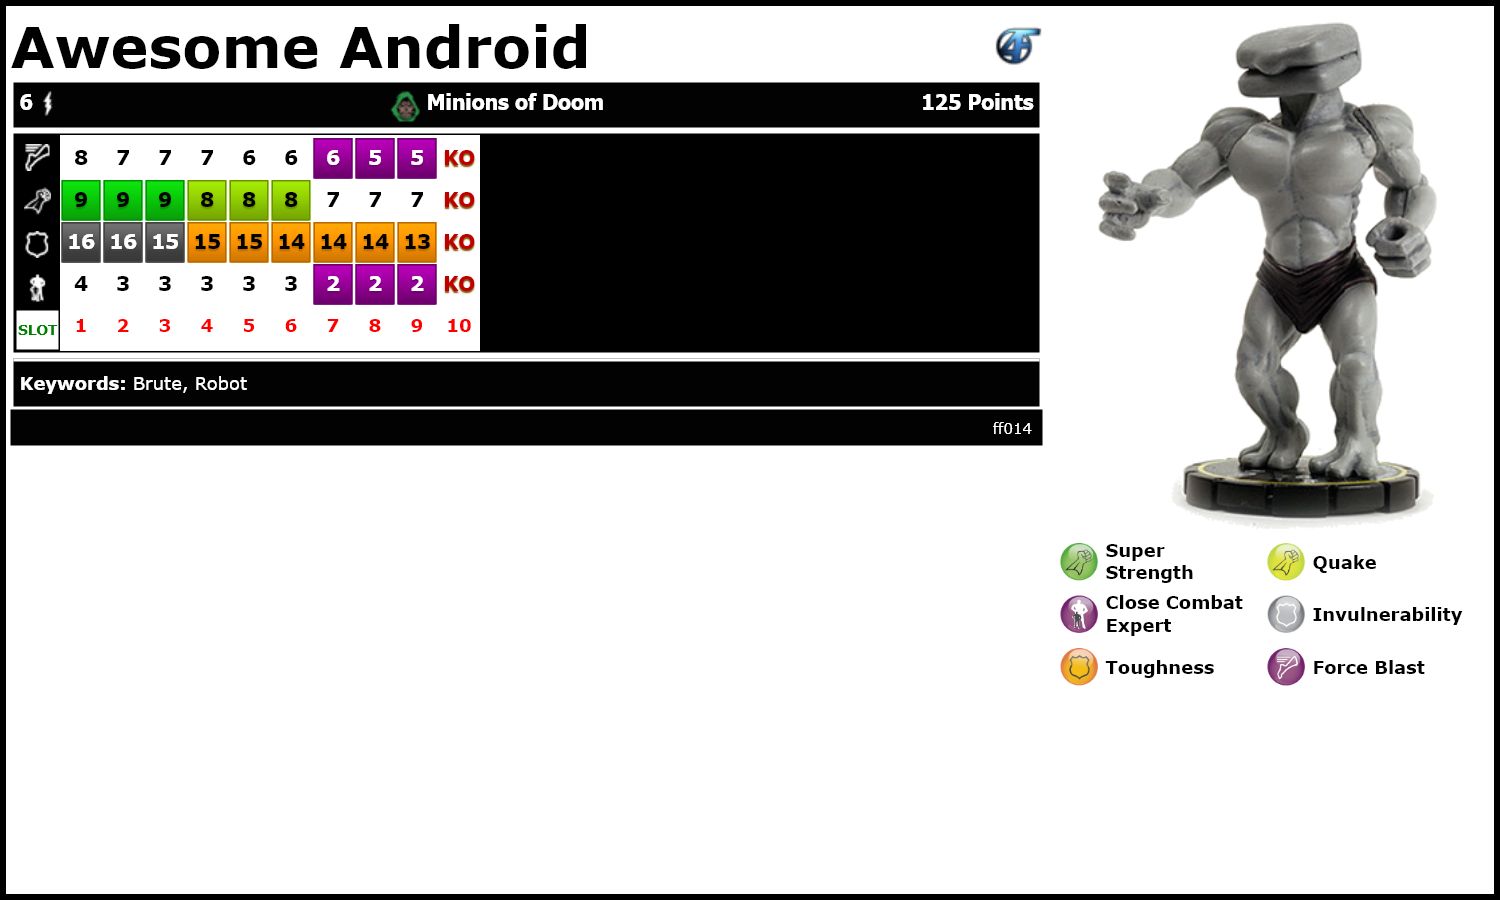 Awesome Android
6 Minions of Doom 125 Points
8 7 7 7 6 6 6 5 5 KO
9 9 9 8 8 8 7 7 7 KO
16 16 15 15 15 14 14 14 13 KO
4 3 3 3 3 3 2 2 2 KO
SLOT 1 2 3 4 5 6 7 8 9 10
Keywords: Brute, Robot
ff014
Super
Strength
Quake
Close Combat
Expert
Invulnerability
Toughness
Force Blast